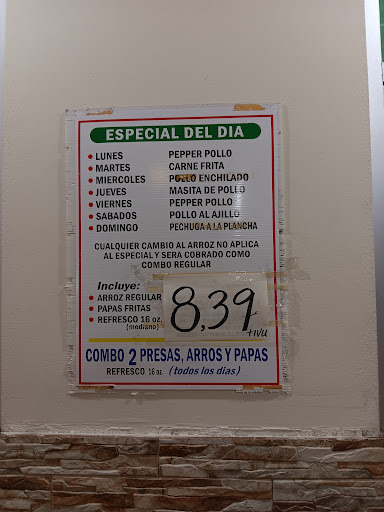 ESPECIAL DEL DIA
• LUNES PEPPER POLLO
• MARTES CARNE FRITA
• MIERCOLES POLLO ENCHILADO
• JUEVES MASITA DE POLLO
• VIERNES PEPPER POLLO
• SABADOS POLLO AL AJILLO
• DOMINGO PECHUGA A LA PLANCHA
CUALQUIER CAMBIO AL ARROZ NO APLICA
AL ESPECIAL Y SERA COBRADO COMO
COMBO REGULAR
Incluye:
• ARROZ REGULAR
• PAPAS FRITAS
• REFRESCO 16 oz.
(mediano)
8,39
+IVU
COMBO 2 PRESAS, ARROS Y PAPAS
REFRESCO 16 oz. (todos los dias)